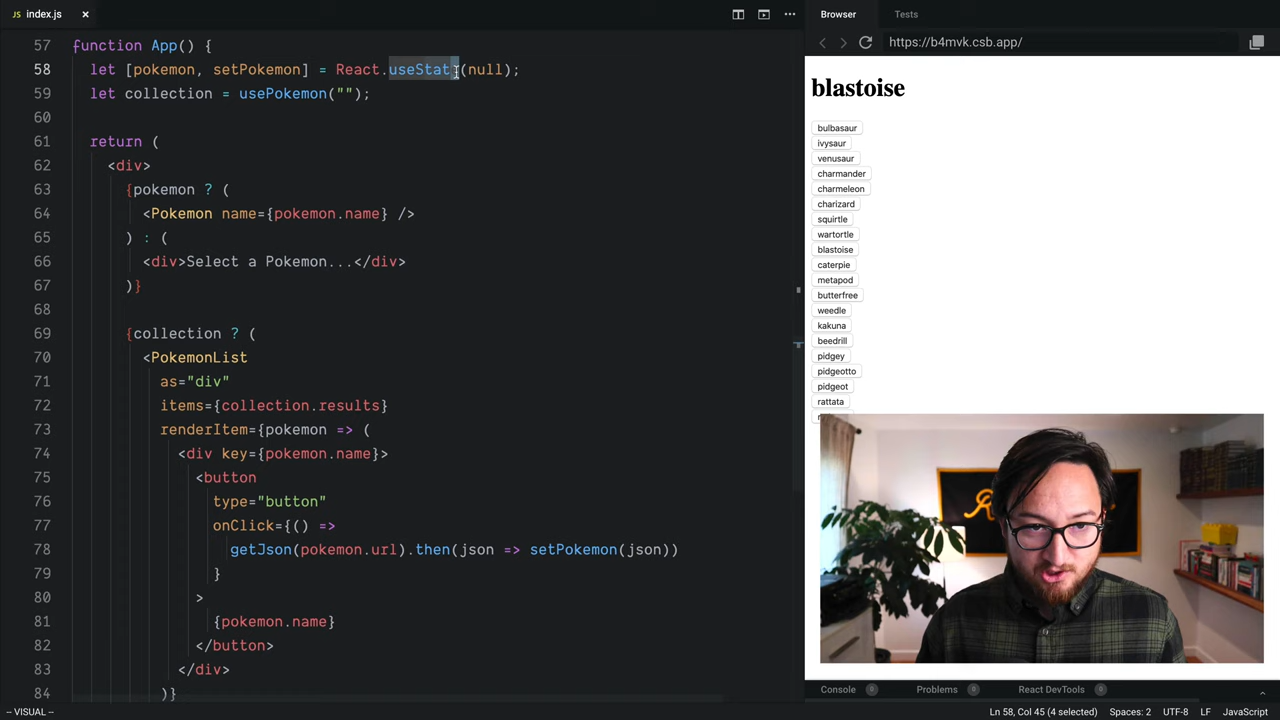 JS index.js ×
57 function App() {
58 let [pokemon, setPokemon] = React.useState(null);
59 let collection = usePokemon("");
60
61 return (
62 <div>
63 {pokemon ? (
64 <Pokemon name={pokemon.name} />
65 ) : (
66 <div>Select a Pokemon...</div>
67 )}
68
69 {collection ? (
70 <PokemonList
71 as="div"
72 items={collection.results}
73 renderItem={pokemon => (
74 <div key={pokemon.name}>
75 <button
76 type="button"
77 onClick={() =>
78 getJson(pokemon.url).then(json => setPokemon(json))
79 }
80 >
81 {pokemon.name}
82 </button>
83 </div>
84 )}
-- VISUAL --
Browser Tests
https://b4mvk.csb.app/
blastoise
bulbasaur
ivysaur
venusaur
charmander
charmeleon
charizard
squirtle
wartortle
blastoise
caterpie
metapod
butterfree
weedle
kakuna
beedrill
pidgey
pidgeotto
pidgeot
rattata
Console 0 Problems 0 React DevTools 0
Ln 58, Col 45 (4 selected) Spaces: 2 UTF-8 LF JavaScript